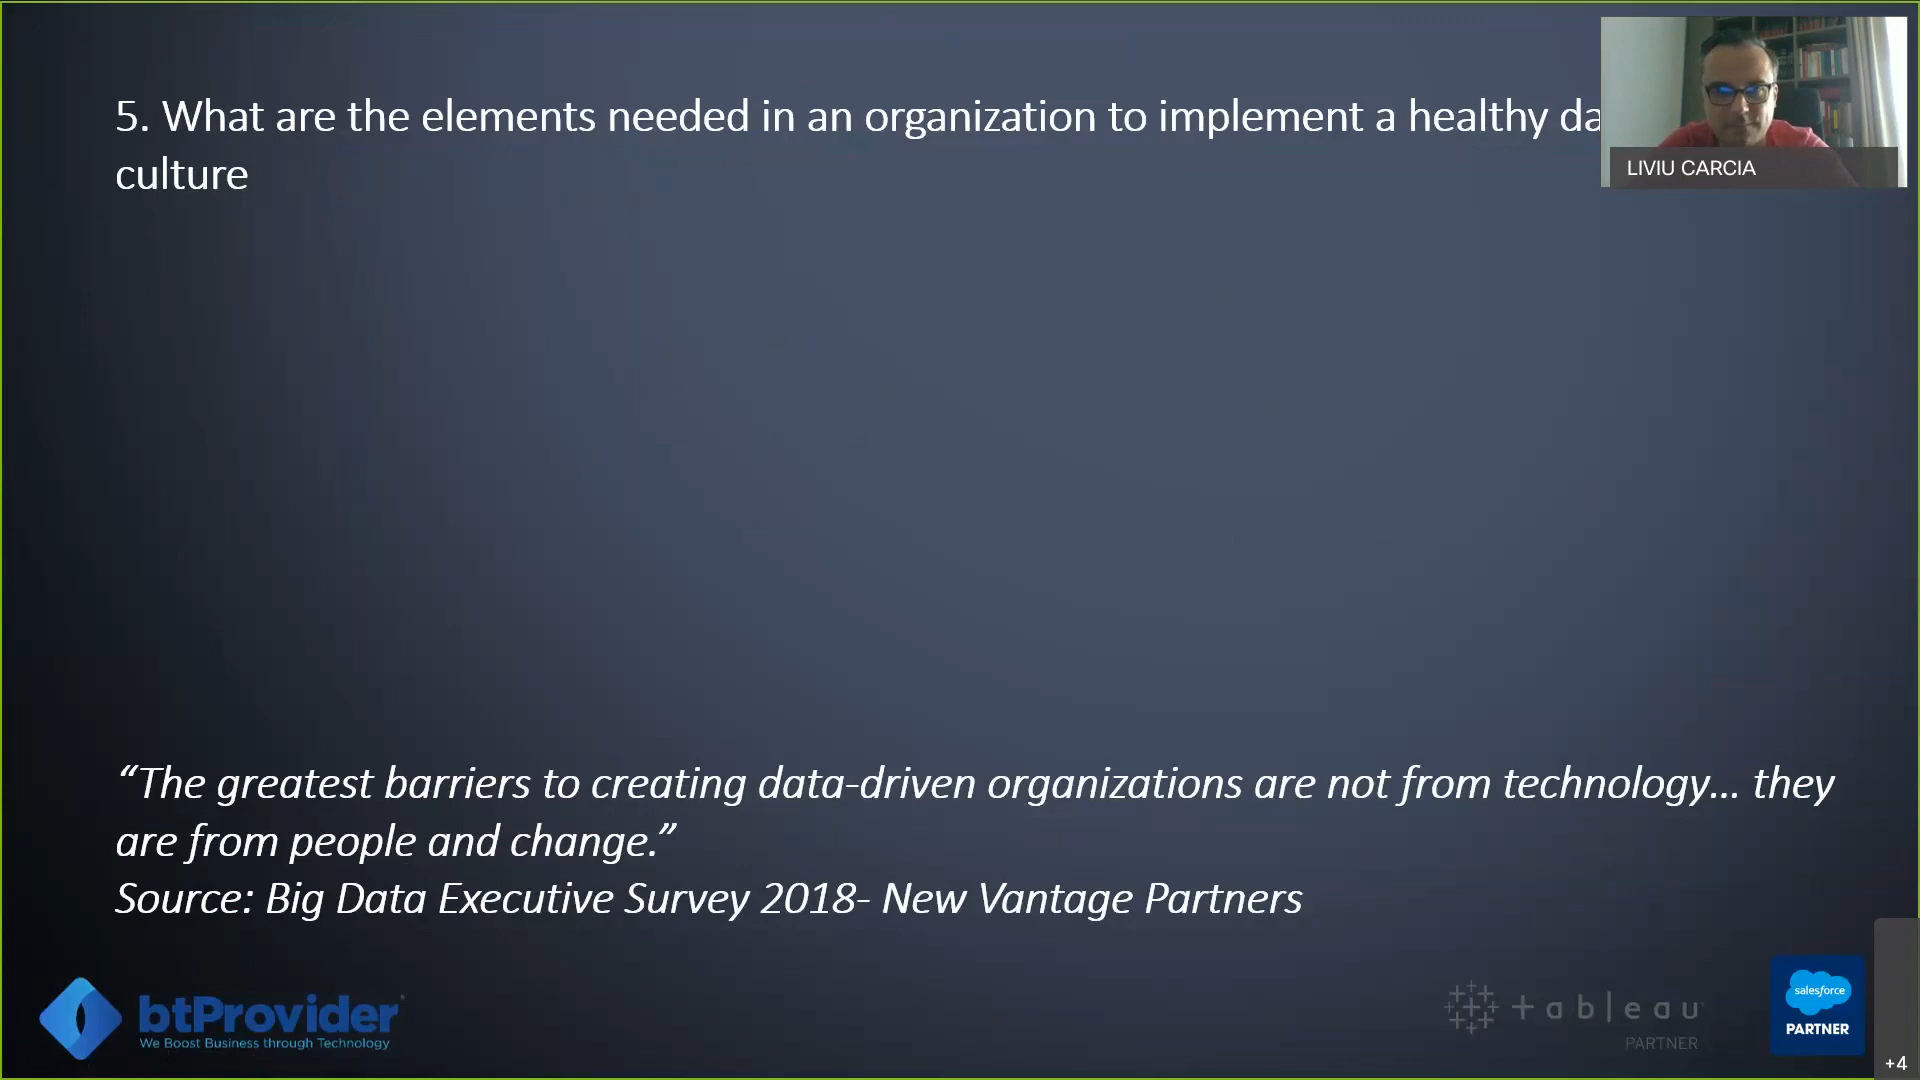 5. What are the elements needed in an organization to implement a healthy da
culture
LIVIU CARCIA
“The greatest barriers to creating data-driven organizations are not from technology... they
are from people and change.”
Source: Big Data Executive Survey 2018- New Vantage Partners
btProvider
We Boost Business through Technology
+ a b | e a u
PARTNER
salesforce
PARTNER
+4